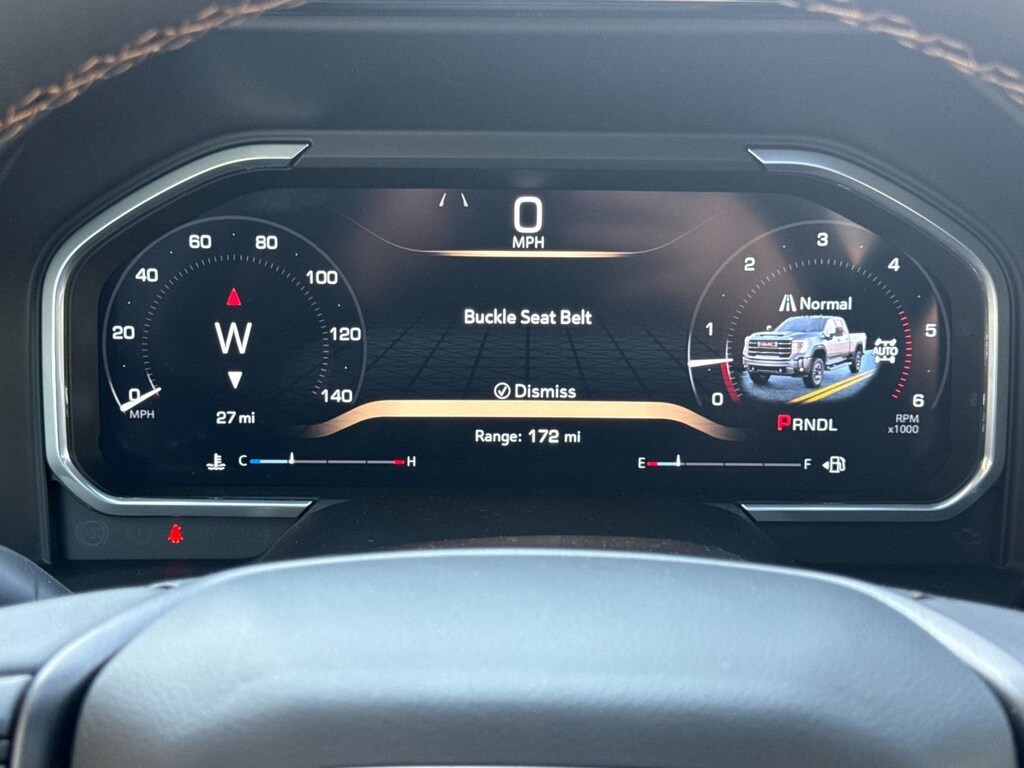 0
MPH
0
20
40
60
80
100
120
140
MPH
W
27 mi
Buckle Seat Belt
Dismiss
Range: 172 mi
0
1
2
3
4
5
6
RPM
x1000
Normal
AUTO
PRNDL
C H
E F